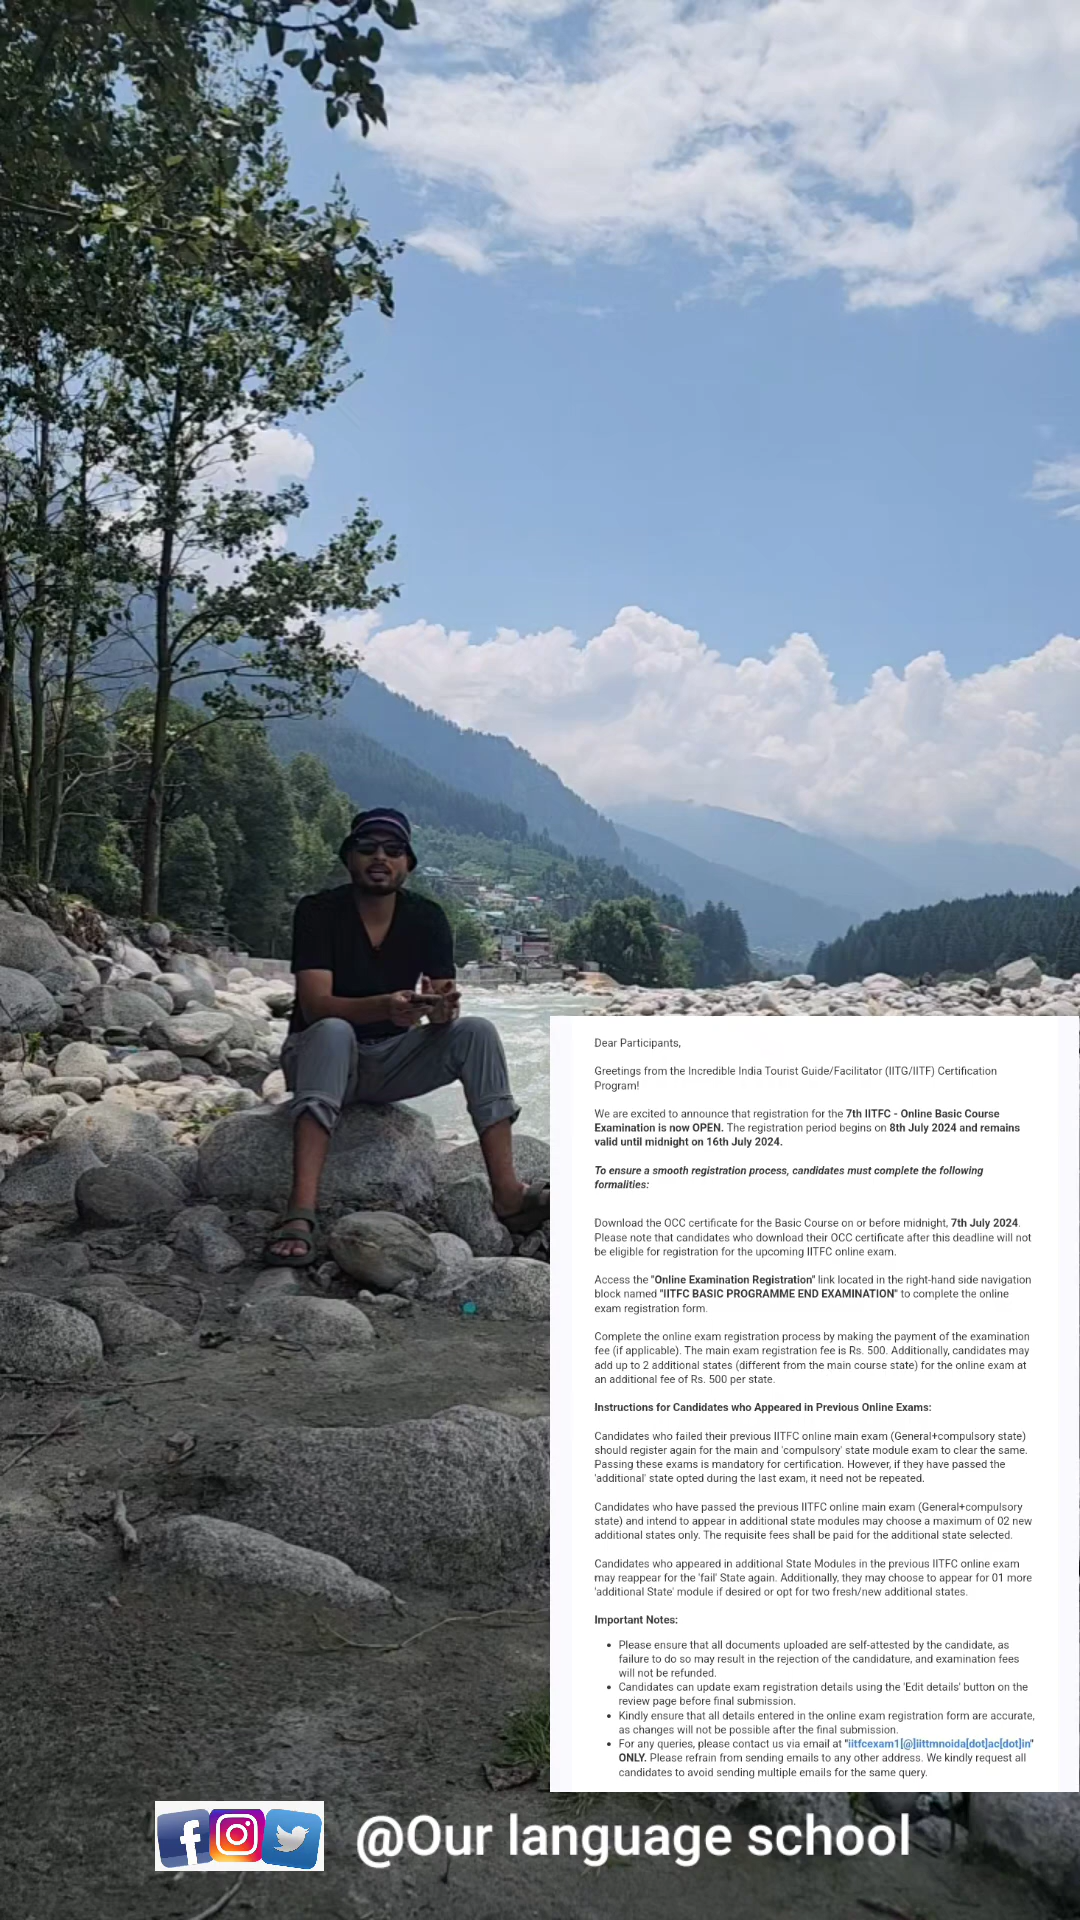 Dear Participants,
Greetings from the Incredible India Tourist Guide/Facilitator (IITG/IITF) Certification
Program!
We are excited to announce that registration for the 7th IITFC - Online Basic Course
Examination is now OPEN. The registration period begins on 8th July 2024 and remains
valid until midnight on 16th July 2024.
To ensure a smooth registration process, candidates must complete the following
formalities:
Download the OCC certificate for the Basic Course on or before midnight, 7th July 2024.
Please note that candidates who download their OCC certificate after this deadline will not
be eligible for registration for the upcoming IITFC online exam.
Access the "Online Examination Registration" link located in the right-hand side navigation
block named "IITFC BASIC PROGRAMME END EXAMINATION" to complete the online
exam registration form.
Complete the online exam registration process by making the payment of the examination
fee (if applicable). The main exam registration fee is Rs. 500. Additionally, candidates may
add up to 2 additional states (different from the main course state) for the online exam at
an additional fee of Rs. 500 per state.
Instructions for Candidates who Appeared in Previous Online Exams:
Candidates who failed their previous IITFC online main exam (General+compulsory state)
should register again for the main and 'compulsory' state module exam to clear the same.
Passing these exams is mandatory for certification. However, if they have passed the
'additional' state opted during the last exam, it need not be repeated.
Candidates who have passed the previous IITFC online main exam (General+compulsory
state) and intend to appear in additional state modules may choose a maximum of 02 new
additional states only. The requisite fees shall be paid for the additional state selected.
Candidates who appeared in additional State Modules in the previous IITFC online exam
may reappear for the 'fail' State again. Additionally, they may choose to appear for 01 more
'additional State' module if desired or opt for two fresh/new additional states.
Important Notes:
• Please ensure that all documents uploaded are self-attested by the candidate, as
failure to do so may result in the rejection of the candidature, and examination fees
will not be refunded.
• Candidates can update exam registration details using the 'Edit details' button on the
review page before final submission.
• Kindly ensure that all details entered in the online exam registration form are accurate,
as changes will not be possible after the final submission.
• For any queries, please contact us via email at "iitfcexam1[@]iittmnoida[dot]ac[dot]in"
ONLY. Please refrain from sending emails to any other address. We kindly request all
candidates to avoid sending multiple emails for the same query.
@Our language school